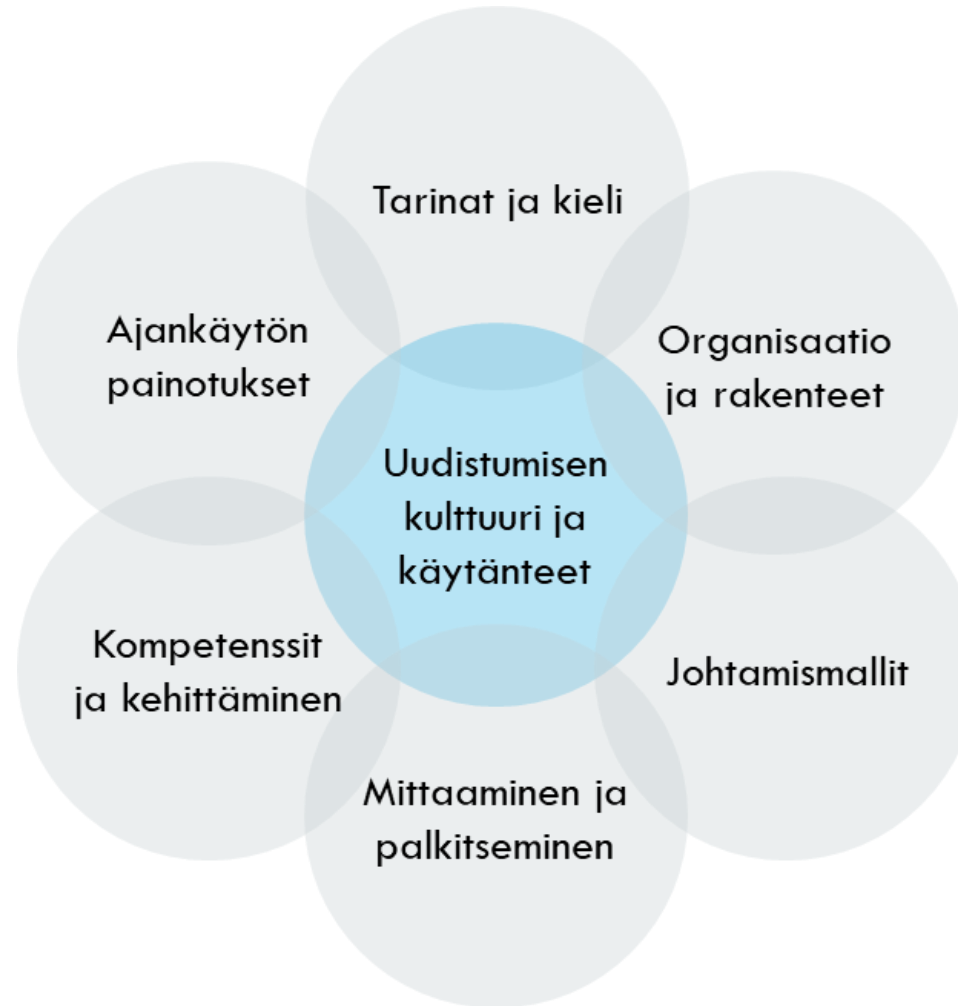 Tarinat ja kieli
Organisaatio
ja rakenteet
Johtamismallit
Mittaaminen ja
palkitseminen
Kompetenssit
ja kehittäminen
Ajankäytön
painotukset
Uudistumisen
kulttuuri ja
käytänteet